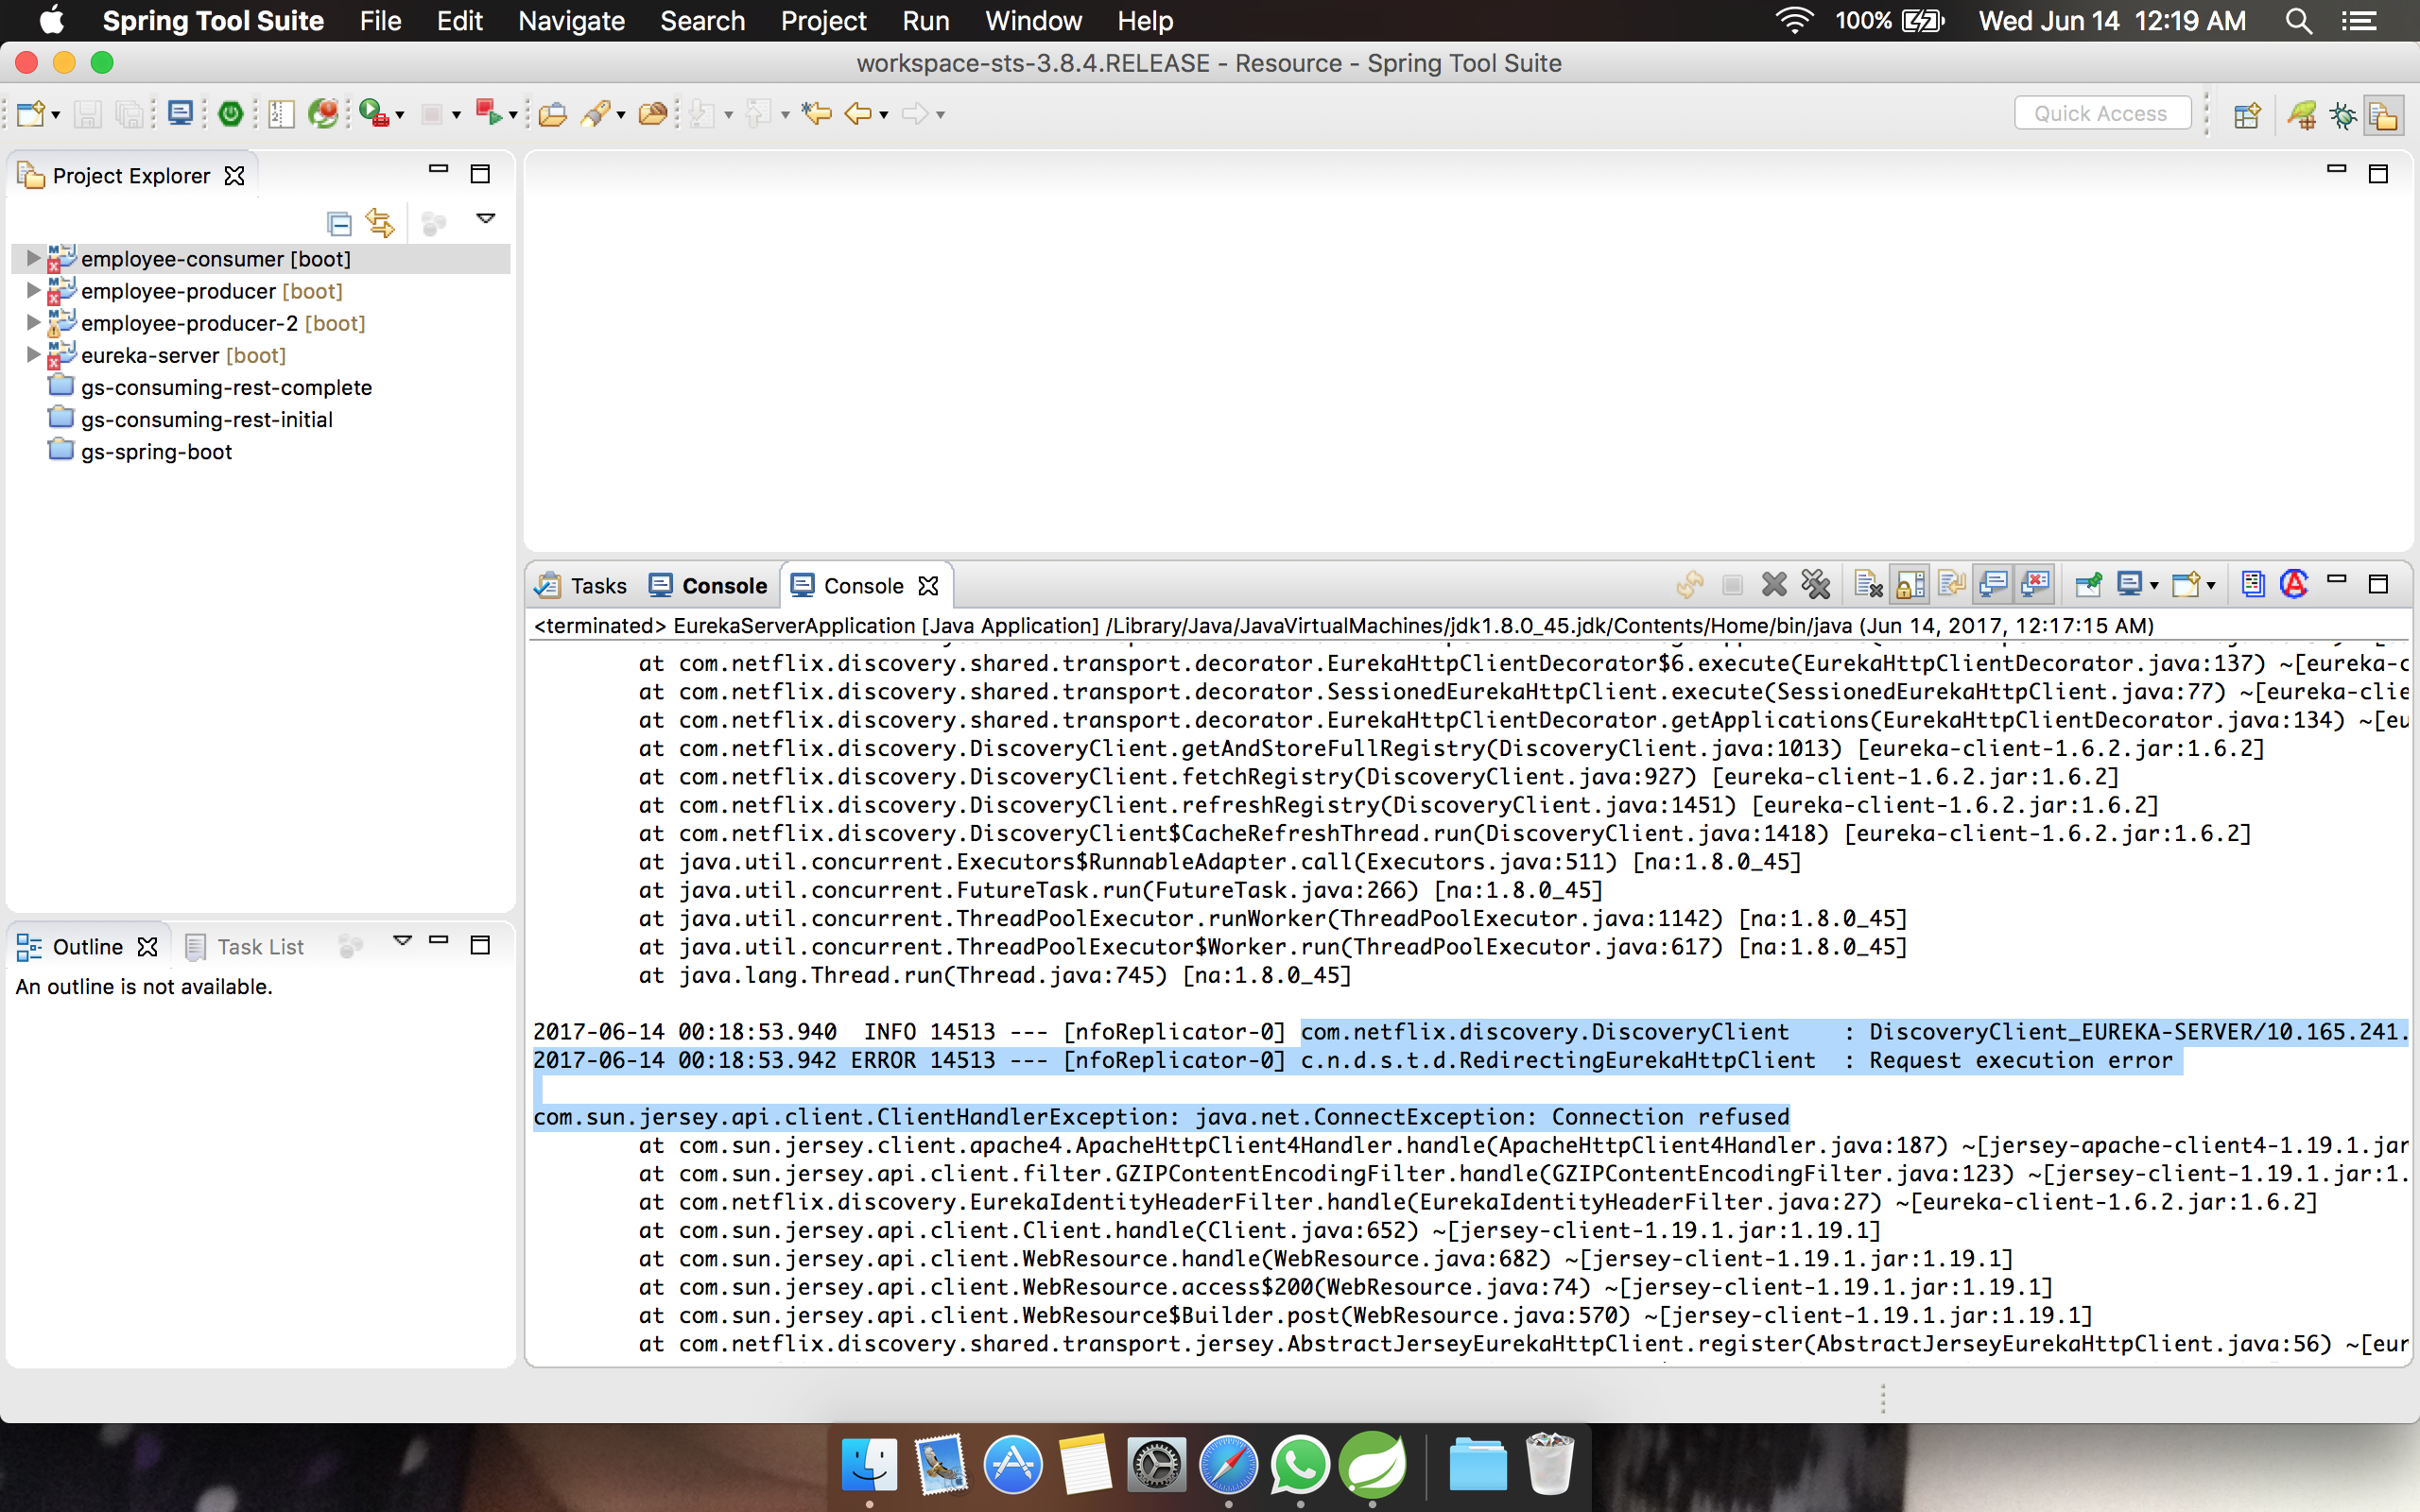 Spring Tool Suite File Edit Navigate Search Project Run Window Help 100% Wed Jun 14 12:19 AM
workspace-sts-3.8.4.RELEASE - Resource - Spring Tool Suite
Quick Access
Project Explorer
employee-consumer [boot]
employee-producer [boot]
employee-producer-2 [boot]
eureka-server [boot]
gs-consuming-rest-complete
gs-consuming-rest-initial
gs-spring-boot
Outline Task List
An outline is not available.
Tasks Console Console
<terminated> EurekaServerApplication [Java Application] /Library/Java/JavaVirtualMachines/jdk1.8.0_45.jdk/Contents/Home/bin/java (Jun 14, 2017, 12:17:15 AM)
at com.netflix.discovery.shared.transport.decorator.EurekaHttpClientDecorator$6.execute(EurekaHttpClientDecorator.java:137) ~[eureka-c
at com.netflix.discovery.shared.transport.decorator.SessionedEurekaHttpClient.execute(SessionedEurekaHttpClient.java:77) ~[eureka-clie
at com.netflix.discovery.shared.transport.decorator.EurekaHttpClientDecorator.getApplications(EurekaHttpClientDecorator.java:134) ~[eu
at com.netflix.discovery.DiscoveryClient.getAndStoreFullRegistry(DiscoveryClient.java:1013) [eureka-client-1.6.2.jar:1.6.2]
at com.netflix.discovery.DiscoveryClient.fetchRegistry(DiscoveryClient.java:927) [eureka-client-1.6.2.jar:1.6.2]
at com.netflix.discovery.DiscoveryClient.refreshRegistry(DiscoveryClient.java:1451) [eureka-client-1.6.2.jar:1.6.2]
at com.netflix.discovery.DiscoveryClient$CacheRefreshThread.run(DiscoveryClient.java:1418) [eureka-client-1.6.2.jar:1.6.2]
at java.util.concurrent.Executors$RunnableAdapter.call(Executors.java:511) [na:1.8.0_45]
at java.util.concurrent.FutureTask.run(FutureTask.java:266) [na:1.8.0_45]
at java.util.concurrent.ThreadPoolExecutor.runWorker(ThreadPoolExecutor.java:1142) [na:1.8.0_45]
at java.util.concurrent.ThreadPoolExecutor$Worker.run(ThreadPoolExecutor.java:617) [na:1.8.0_45]
at java.lang.Thread.run(Thread.java:745) [na:1.8.0_45]
2017-06-14 00:18:53.940 INFO 14513 --- [nfoReplicator-0] com.netflix.discovery.DiscoveryClient : DiscoveryClient_EUREKA-SERVER/10.165.241.
2017-06-14 00:18:53.942 ERROR 14513 --- [nfoReplicator-0] c.n.d.s.t.d.RedirectingEurekaHttpClient : Request execution error
com.sun.jersey.api.client.ClientHandlerException: java.net.ConnectException: Connection refused
at com.sun.jersey.client.apache4.ApacheHttpClient4Handler.handle(ApacheHttpClient4Handler.java:187) ~[jersey-apache-client4-1.19.1.jar
at com.sun.jersey.api.client.filter.GZIPContentEncodingFilter.handle(GZIPContentEncodingFilter.java:123) ~[jersey-client-1.19.1.jar:1.
at com.netflix.discovery.EurekaIdentityHeaderFilter.handle(EurekaIdentityHeaderFilter.java:27) ~[eureka-client-1.6.2.jar:1.6.2]
at com.sun.jersey.api.client.Client.handle(Client.java:652) ~[jersey-client-1.19.1.jar:1.19.1]
at com.sun.jersey.api.client.WebResource.handle(WebResource.java:682) ~[jersey-client-1.19.1.jar:1.19.1]
at com.sun.jersey.api.client.WebResource.access$200(WebResource.java:74) ~[jersey-client-1.19.1.jar:1.19.1]
at com.sun.jersey.api.client.WebResource$Builder.post(WebResource.java:570) ~[jersey-client-1.19.1.jar:1.19.1]
at com.netflix.discovery.shared.transport.jersey.AbstractJerseyEurekaHttpClient.register(AbstractJerseyEurekaHttpClient.java:56) ~[eur